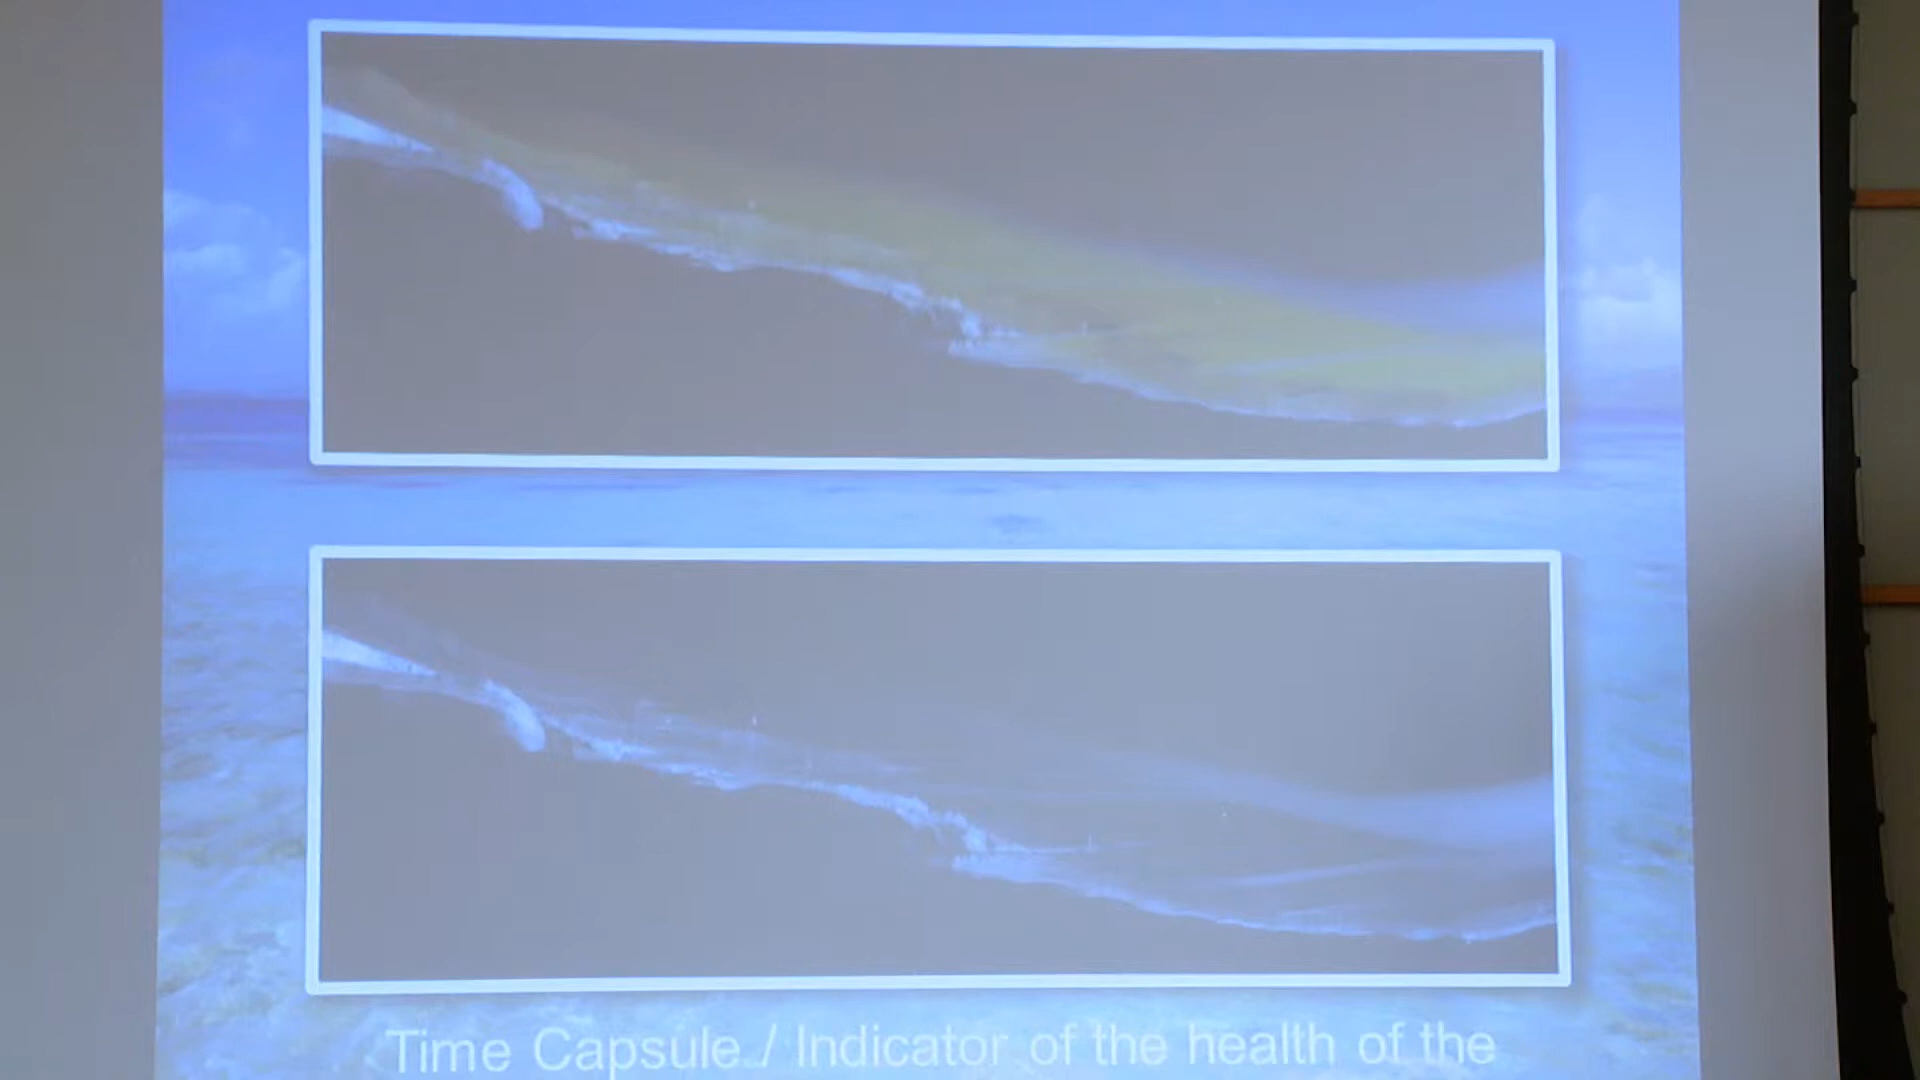 Time Capsule / Indicator of the health of the